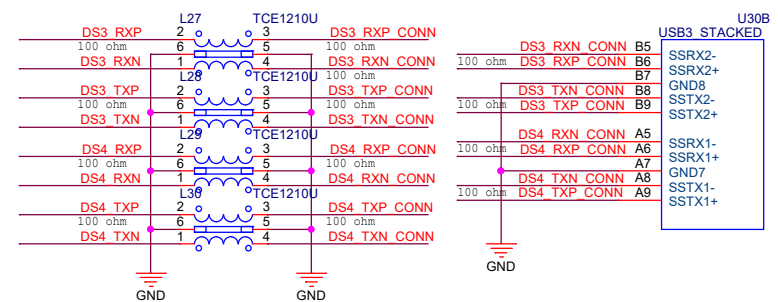 L27 TCE1210U
DS3_RXP 2 3 DS3_RXP_CONN
100 ohm 6 5 100 ohm
DS3_RXN 1 4 DS3_RXN_CONN
L28 TCE1210U
DS3_TXP 2 3 DS3_TXP_CONN
100 ohm 6 5 100 ohm
DS3_TXN 1 4 DS3_TXN_CONN
L29 TCE1210U
DS4_RXP 2 3 DS4_RXP_CONN
100 ohm 6 5 100 ohm
DS4_RXN 1 4 DS4_RXN_CONN
L30 TCE1210U
DS4_TXP 2 3 DS4_TXP_CONN
100 ohm 6 5 100 ohm
DS4_TXN 1 4 DS4_TXN_CONN
GND GND
U30B
USB3_STACKED
DS3_RXN_CONN B5 SSRX2-
100 ohm DS3_RXP_CONN B6 SSRX2+
B7 GND8
DS3_TXN_CONN B8 SSTX2-
100 ohm DS3_TXP_CONN B9 SSTX2+
DS4_RXN_CONN A5 SSRX1-
100 ohm DS4_RXP_CONN A6 SSRX1+
A7 GND7
DS4_TXN_CONN A8 SSTX1-
100 ohm DS4_TXP_CONN A9 SSTX1+
GND